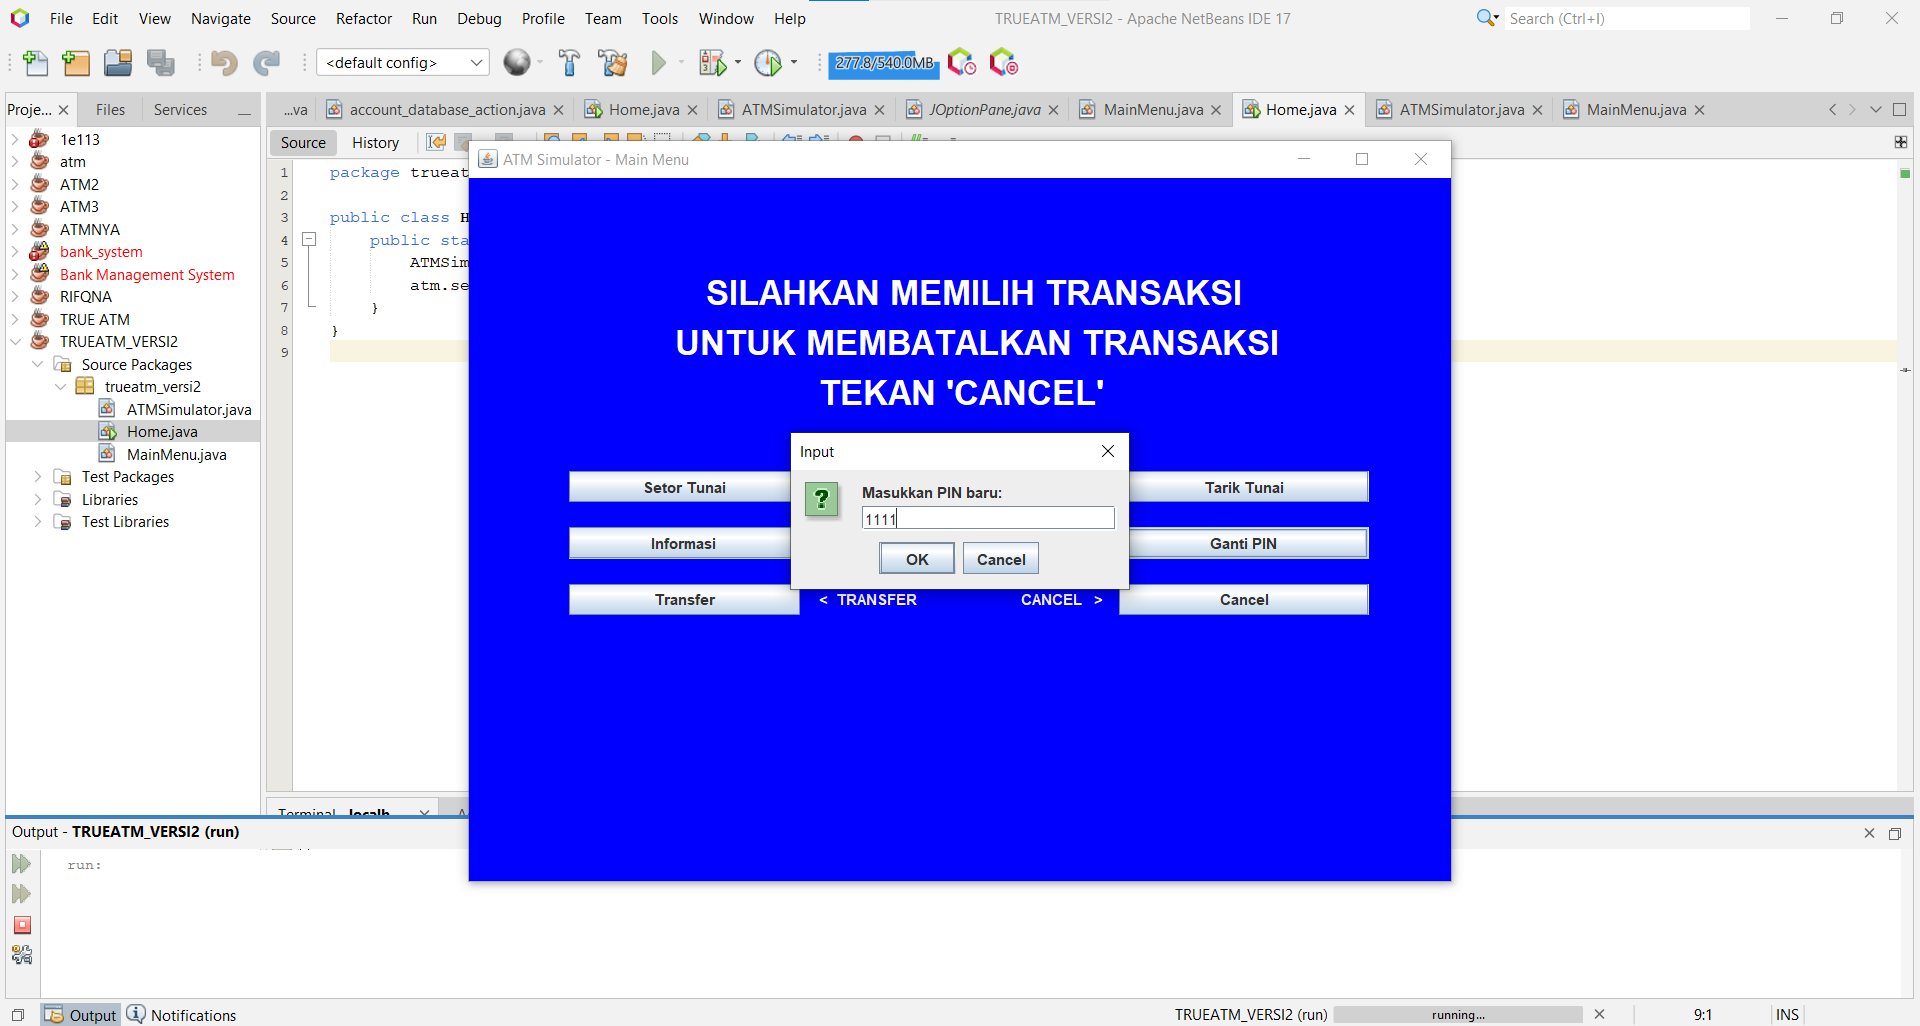 File Edit View Navigate Source Refactor Run Debug Profile Team Tools Window Help
TRUEATM_VERSI2 - Apache NetBeans IDE 17
Search (Ctrl+I)
<default config>
277.8/540.0MB
Proje... Files Services
...va account_database_action.java Home.java ATMSimulator.java JOptionPane.java MainMenu.java Home.java ATMSimulator.java MainMenu.java
Source History
1e113
atm
ATM2
ATM3
ATMNYA
bank_system
Bank Management System
RIFQNA
TRUE ATM
TRUEATM_VERSI2
Source Packages
trueatm_versi2
ATMSimulator.java
Home.java
MainMenu.java
Test Packages
Libraries
Test Libraries
1 package trueat
2
3 public class H
4 public sta
5 ATMSim
6 atm.se
7 }
8 }
9
ATM Simulator - Main Menu
SILAHKAN MEMILIH TRANSAKSI
UNTUK MEMBATALKAN TRANSAKSI
TEKAN 'CANCEL'
Setor Tunai
Tarik Tunai
Informasi
Ganti PIN
Transfer
< TRANSFER
CANCEL >
Cancel
Input
Masukkan PIN baru:
1111
OK Cancel
Terminal localh
Output - TRUEATM_VERSI2 (run)
run:
Output Notifications
TRUEATM_VERSI2 (run) running... 9:1 INS